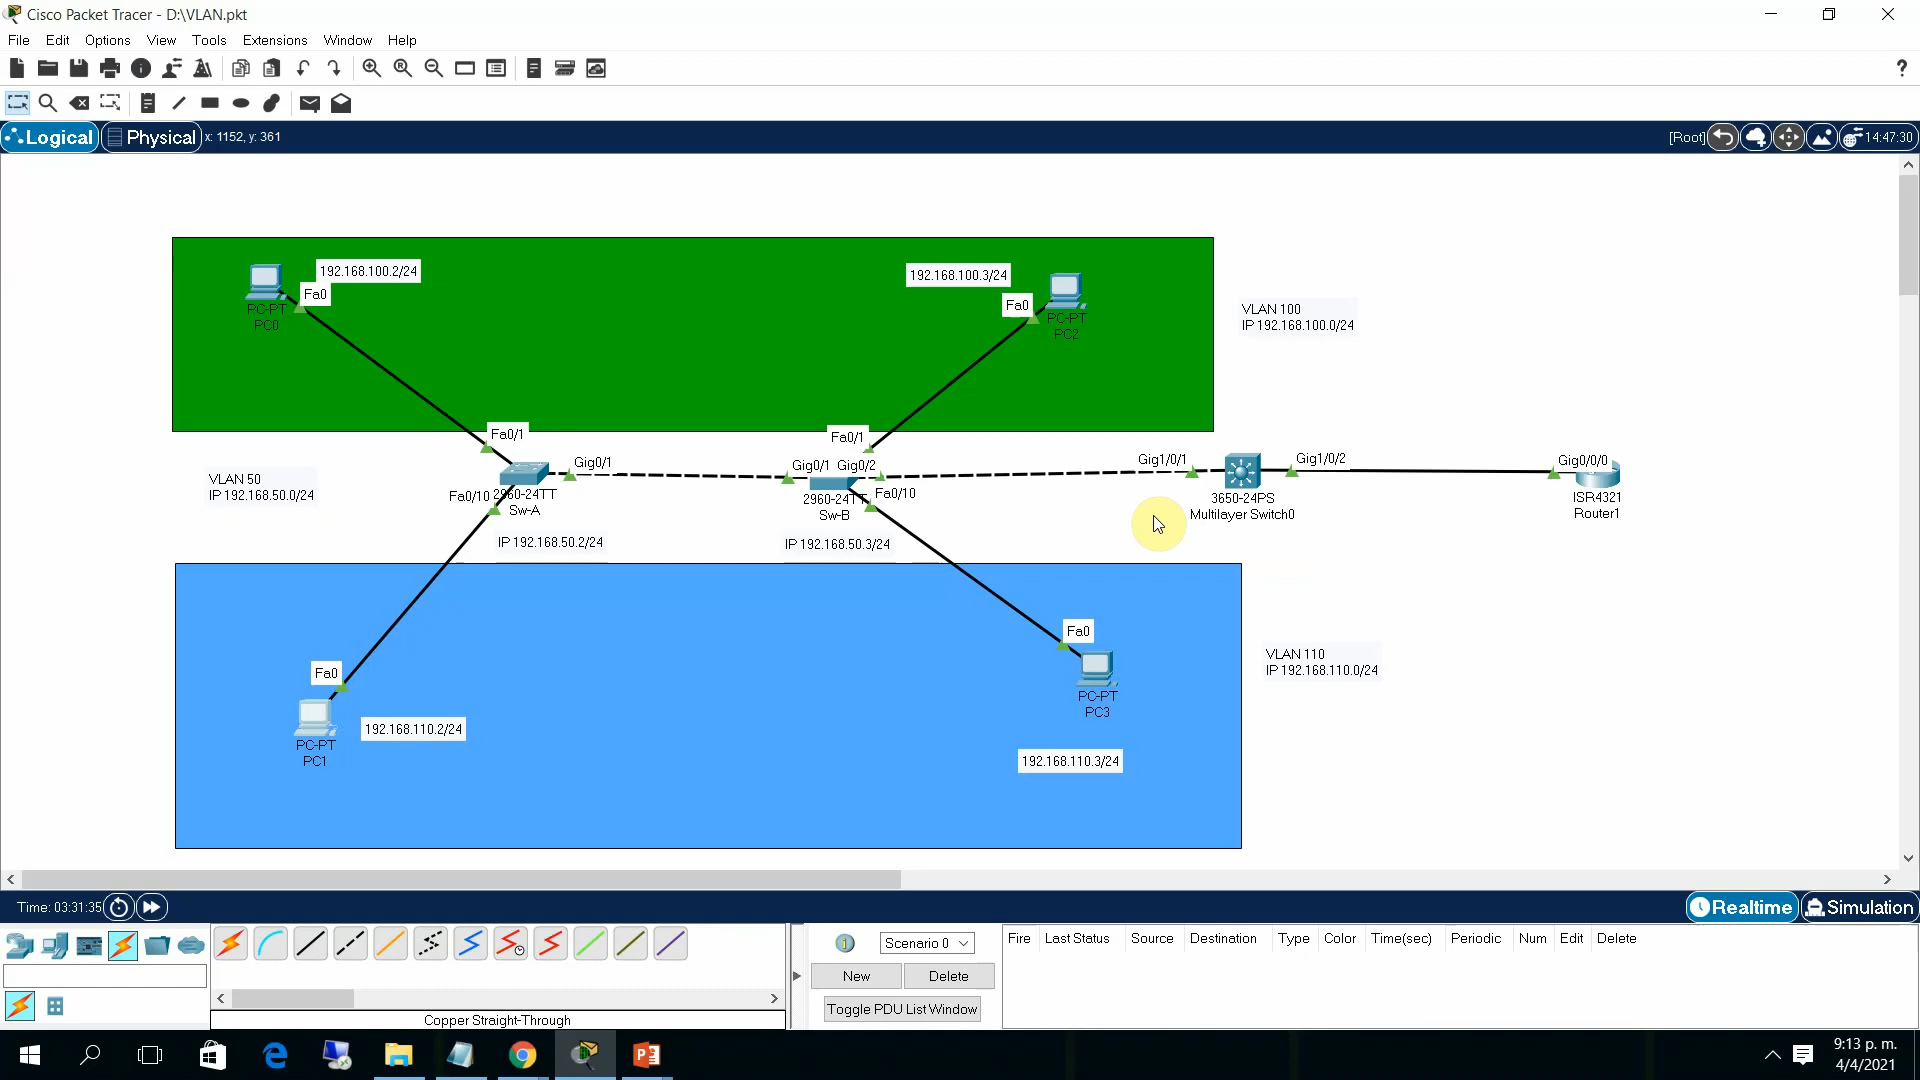 Cisco Packet Tracer - D:\VLAN.pkt
File Edit Options View Tools Extensions Window Help
?
Logical Physical x: 1152, y: 361 [Root] 14:47:30
192.168.100.2/24
Fa0
PC-PT
PC0
192.168.100.3/24
Fa0
PC-PT
PC2
VLAN 100
IP 192.168.100.0/24
Fa0/1
Fa0/1
VLAN 50
IP 192.168.50.0/24
Gig0/1
Fa0/10
2960-24TT
Sw-A
IP 192.168.50.2/24
Gig0/1 Gig0/2
Fa0/10
2960-24TT
Sw-B
IP 192.168.50.3/24
Gig1/0/1
Gig1/0/2
3650-24PS
Multilayer Switch0
Gig0/0/0
ISR4321
Router1
Fa0
PC-PT
PC1
192.168.110.2/24
Fa0
PC-PT
PC3
192.168.110.3/24
VLAN 110
IP 192.168.110.0/24
Time: 03:31:35
Realtime Simulation
Scenario 0
New Delete
Toggle PDU List Window
Fire Last Status Source Destination Type Color Time(sec) Periodic Num Edit Delete
Copper Straight-Through
9:13 p. m.
4/4/2021